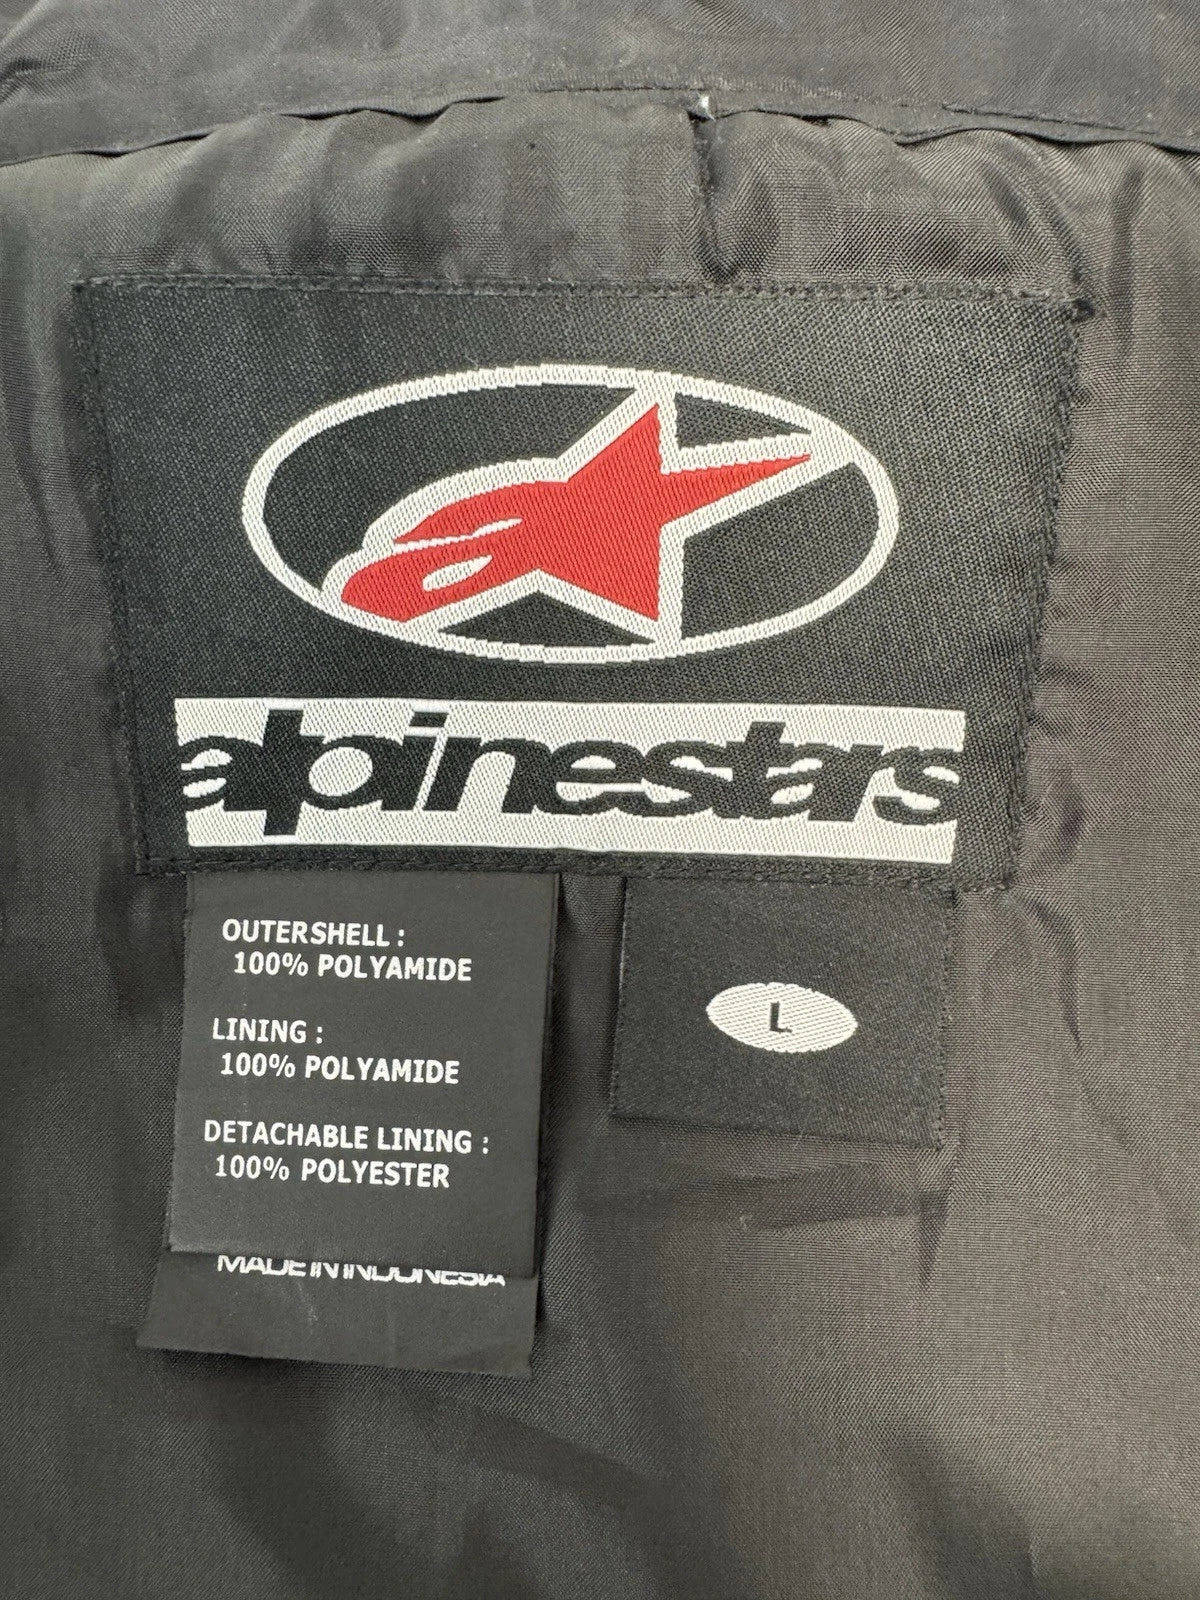 alpinestars
OUTERSHELL :
100% POLYAMIDE
LINING :
100% POLYAMIDE
DETACHABLE LINING :
100% POLYESTER
MADE IN INDONESIA
L